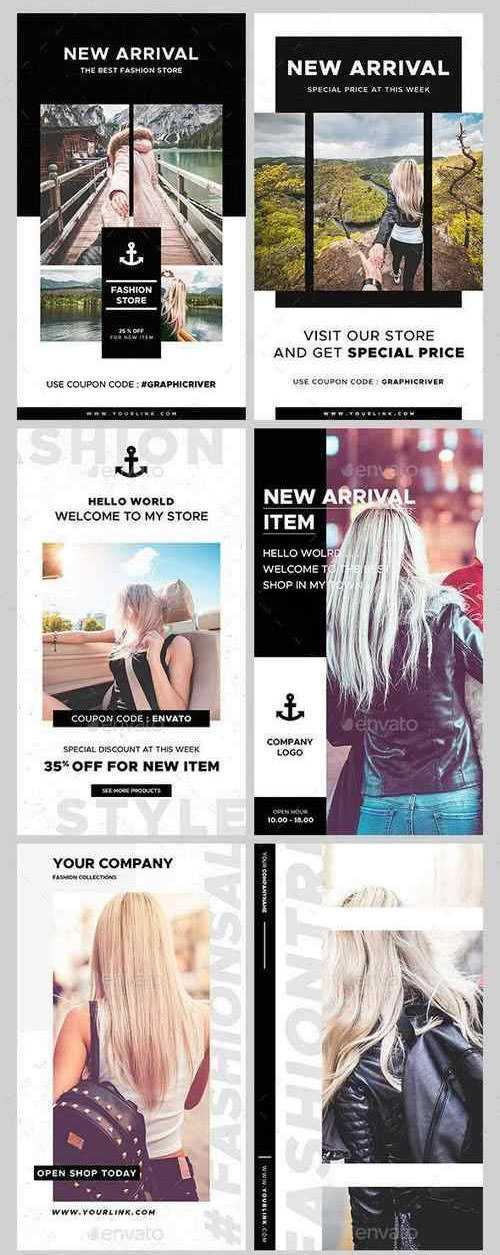 NEW ARRIVAL
THE BEST FASHION STORE
FASHION
STORE
25 % OFF
FOR NEW ITEM
USE COUPON CODE : #GRAPHICRIVER
WWW.YOURLINK.COM
NEW ARRIVAL
SPECIAL PRICE AT THIS WEEK
VISIT OUR STORE
AND GET SPECIAL PRICE
USE COUPON CODE : GRAPHICRIVER
WWW.YOURLINK.COM
ASHION
envato
HELLO WORLD
WELCOME TO MY STORE
COUPON CODE : ENVATO
envato
SPECIAL DISCOUNT AT THIS WEEK
35% OFF FOR NEW ITEM
SEE MORE PRODUCTS
STYLE
envato
NEW ARRIVAL
ITEM
HELLO WOLRD
WELCOME TO THE BEST
SHOP IN MY TOWN
envato
COMPANY
LOGO
OPEN HOUR
10.00 - 18.00
YOUR COMPANY
FASHION COLLECTIONS
# FASHIONSAL
OPEN SHOP TODAY
WWW.YOURLINK.COM
envato
YOUR COMPANYNAME
FASHIONTR
WWW.YOURLINK.COM
envato